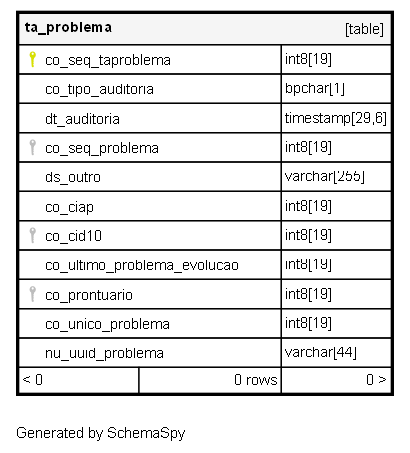 ta_problema [table]
co_seq_taproblema int8[19]
co_tipo_auditoria bpchar[1]
dt_auditoria timestamp[29,6]
co_seq_problema int8[19]
ds_outro varchar[255]
co_ciap int8[19]
co_cid10 int8[19]
co_ultimo_problema_evolucao int8[19]
co_prontuario int8[19]
co_unico_problema int8[19]
nu_uuid_problema varchar[44]
< 0 0 rows 0 >
Generated by SchemaSpy